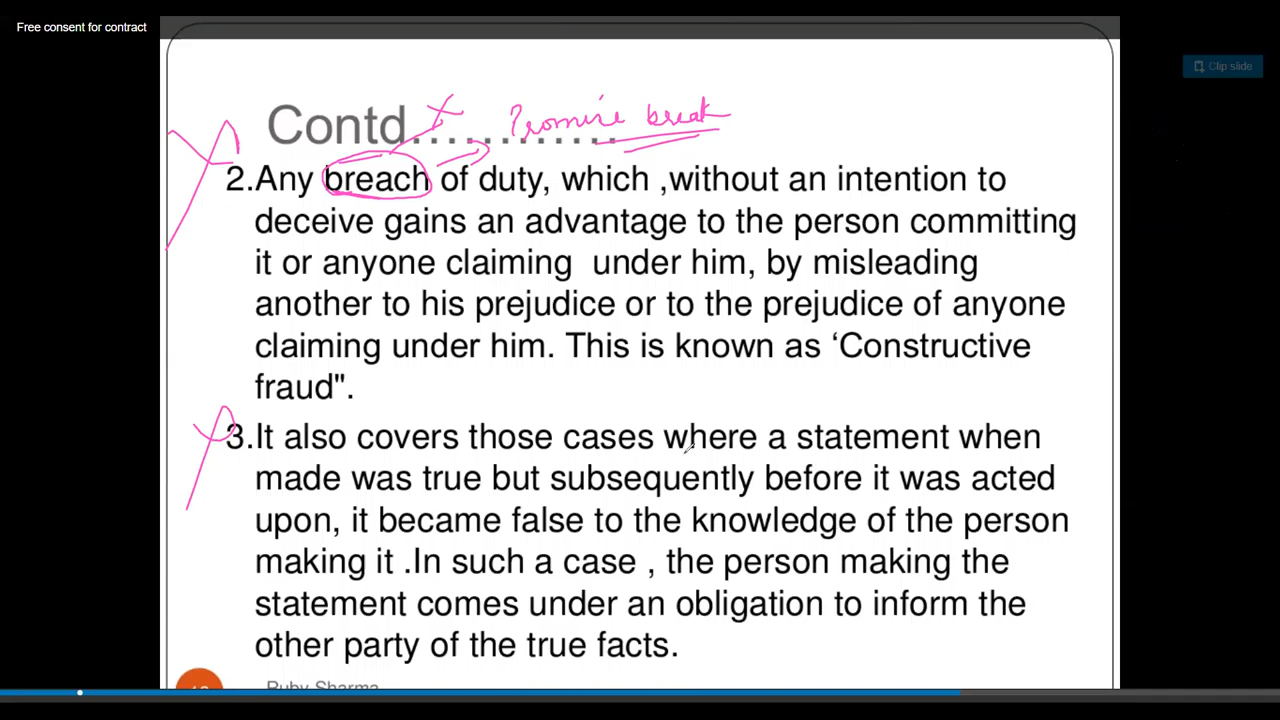 Free consent for contract
Clip slide
Contd............
Promise break
2.Any breach of duty, which ,without an intention to
deceive gains an advantage to the person committing
it or anyone claiming under him, by misleading
another to his prejudice or to the prejudice of anyone
claiming under him. This is known as ‘Constructive
fraud".
3.It also covers those cases where a statement when
made was true but subsequently before it was acted
upon, it became false to the knowledge of the person
making it .In such a case , the person making the
statement comes under an obligation to inform the
other party of the true facts.
Ruby Sharma